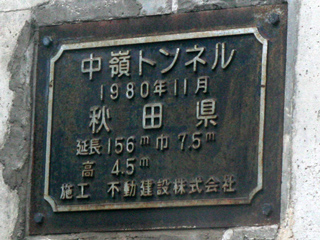 中嶺トンネル
1980年11月
秋田県
延長156m 巾7.5m
高 4.5m
施工 不動建設株式会社